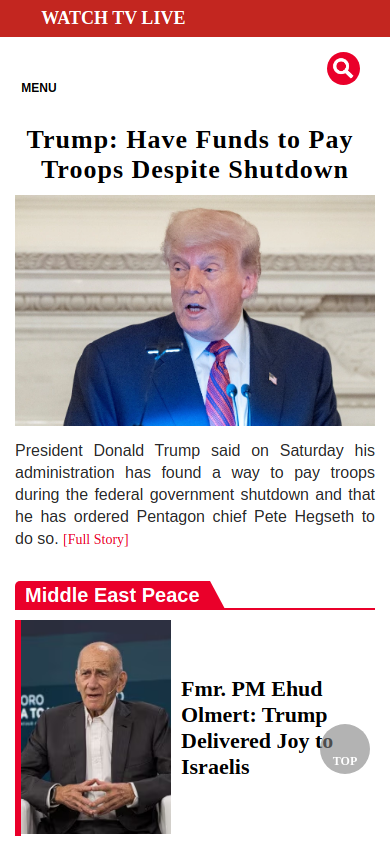 WATCH TV LIVE
MENU
Trump: Have Funds to Pay
Troops Despite Shutdown
President Donald Trump said on Saturday his
administration has found a way to pay troops
during the federal government shutdown and that
he has ordered Pentagon chief Pete Hegseth to
do so. [Full Story]
Middle East Peace
ORO
Fmr. PM Ehud
Olmert: Trump
Delivered Joy to
Israelis
TOP